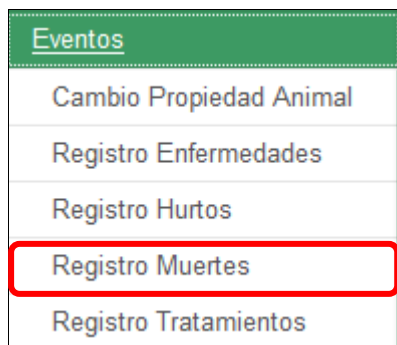 Eventos
Cambio Propiedad Animal
Registro Enfermedades
Registro Hurtos
Registro Muertes
Registro Tratamientos